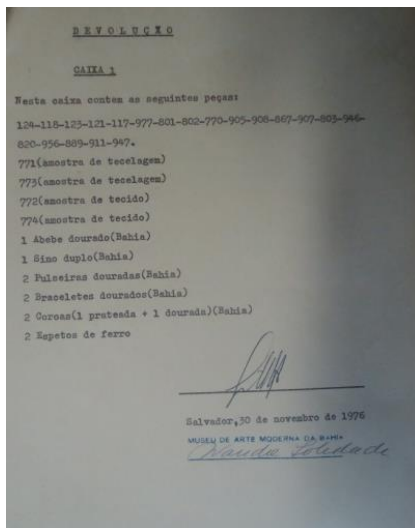 DEVOLUÇÃO
CAIXA 1
Nesta caixa contem as seguintes peças:
124-118-123-121-117-977-801-802-770-905-908-867-907-803-946-
820-956-889-911-947.
771(amostra de tecelagem)
773(amostra de tecelagem)
772(amostra de tecido)
774(amostra de tecido)
1 Abebe dourado(Bahia)
1 Sino duplo(Bahia)
2 Pulseiras douradas(Bahia)
2 Braceletes dourados(Bahia)
2 Coroas(1 prateada + 1 dourada)(Bahia)
2 Espetos de ferro
Salvador,30 de novembro de 1976
MUSEU DE ARTE MODERNA DA BAHIA
Soledade